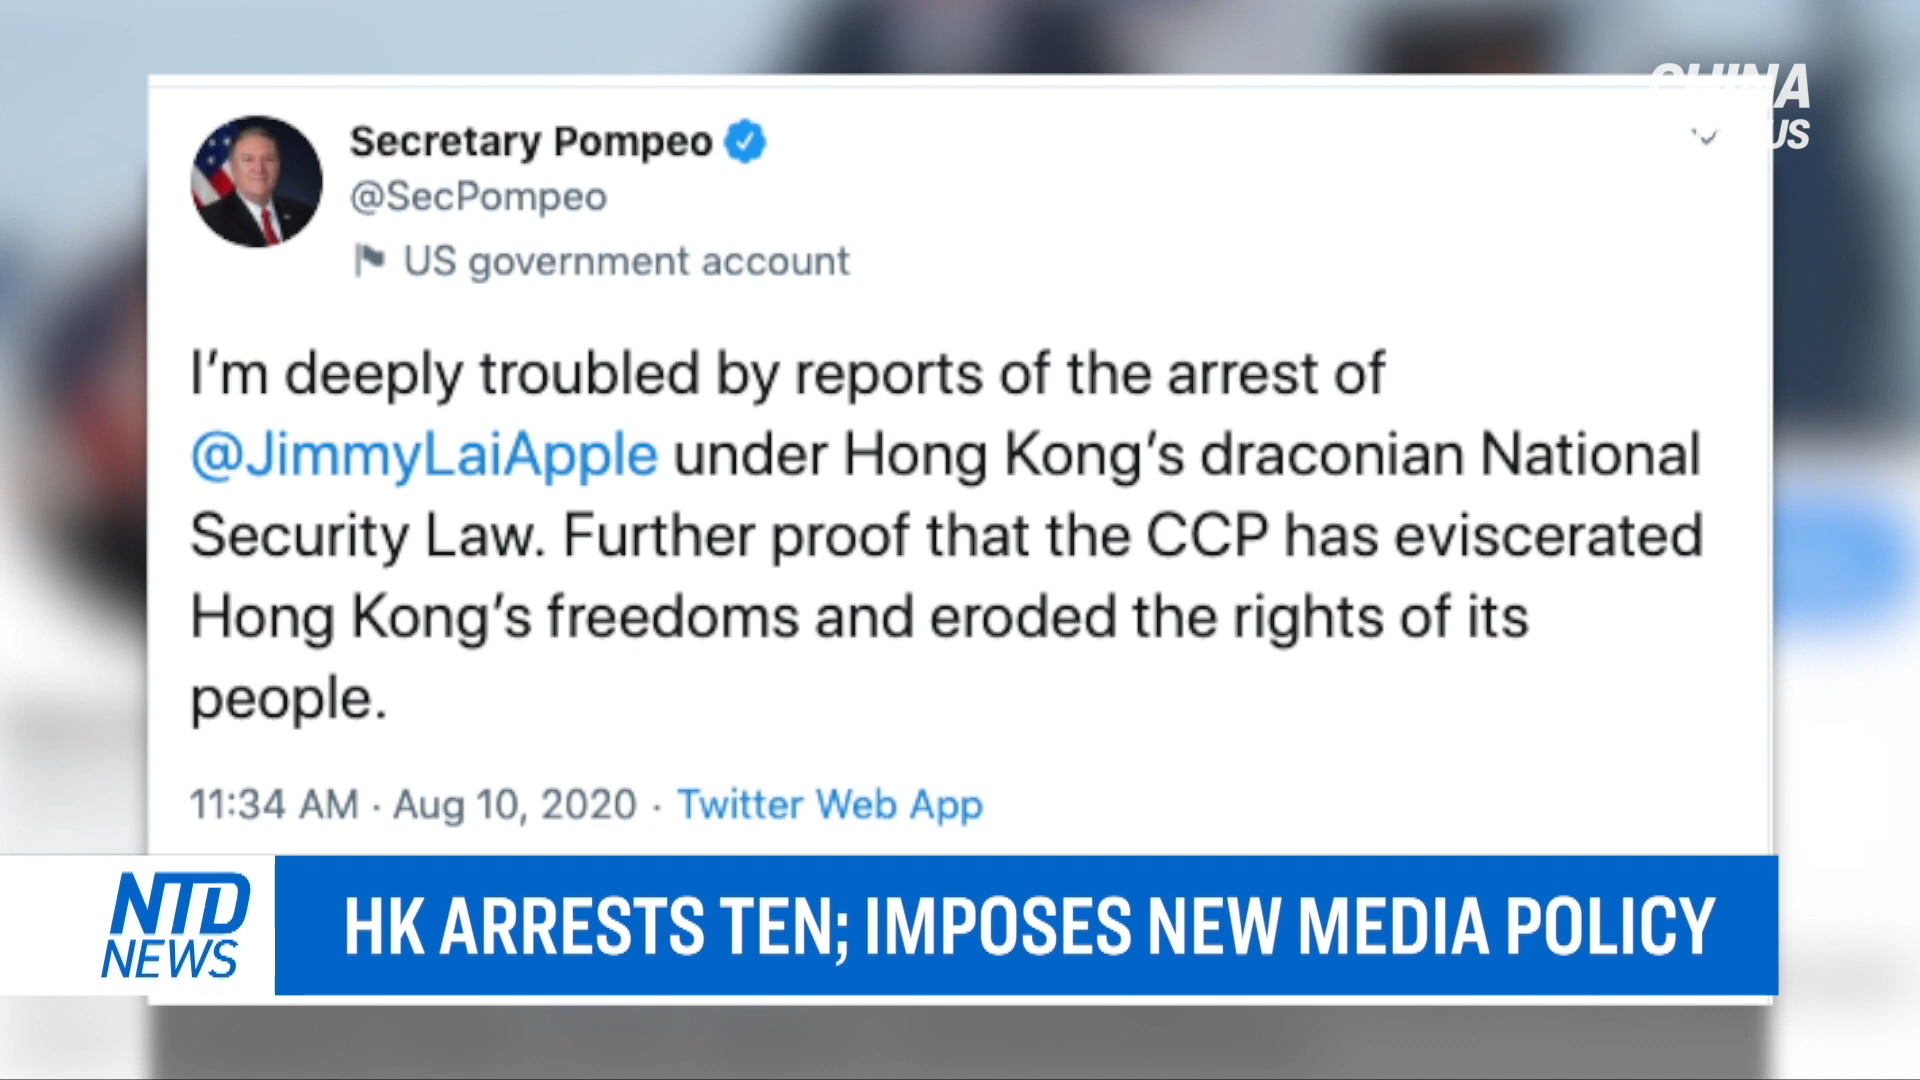 CHINA
US
Secretary Pompeo
@SecPompeo
US government account
I'm deeply troubled by reports of the arrest of
@JimmyLaiApple under Hong Kong's draconian National
Security Law. Further proof that the CCP has eviscerated
Hong Kong's freedoms and eroded the rights of its
people.
11:34 AM · Aug 10, 2020 · Twitter Web App
NTD
NEWS
HK ARRESTS TEN; IMPOSES NEW MEDIA POLICY